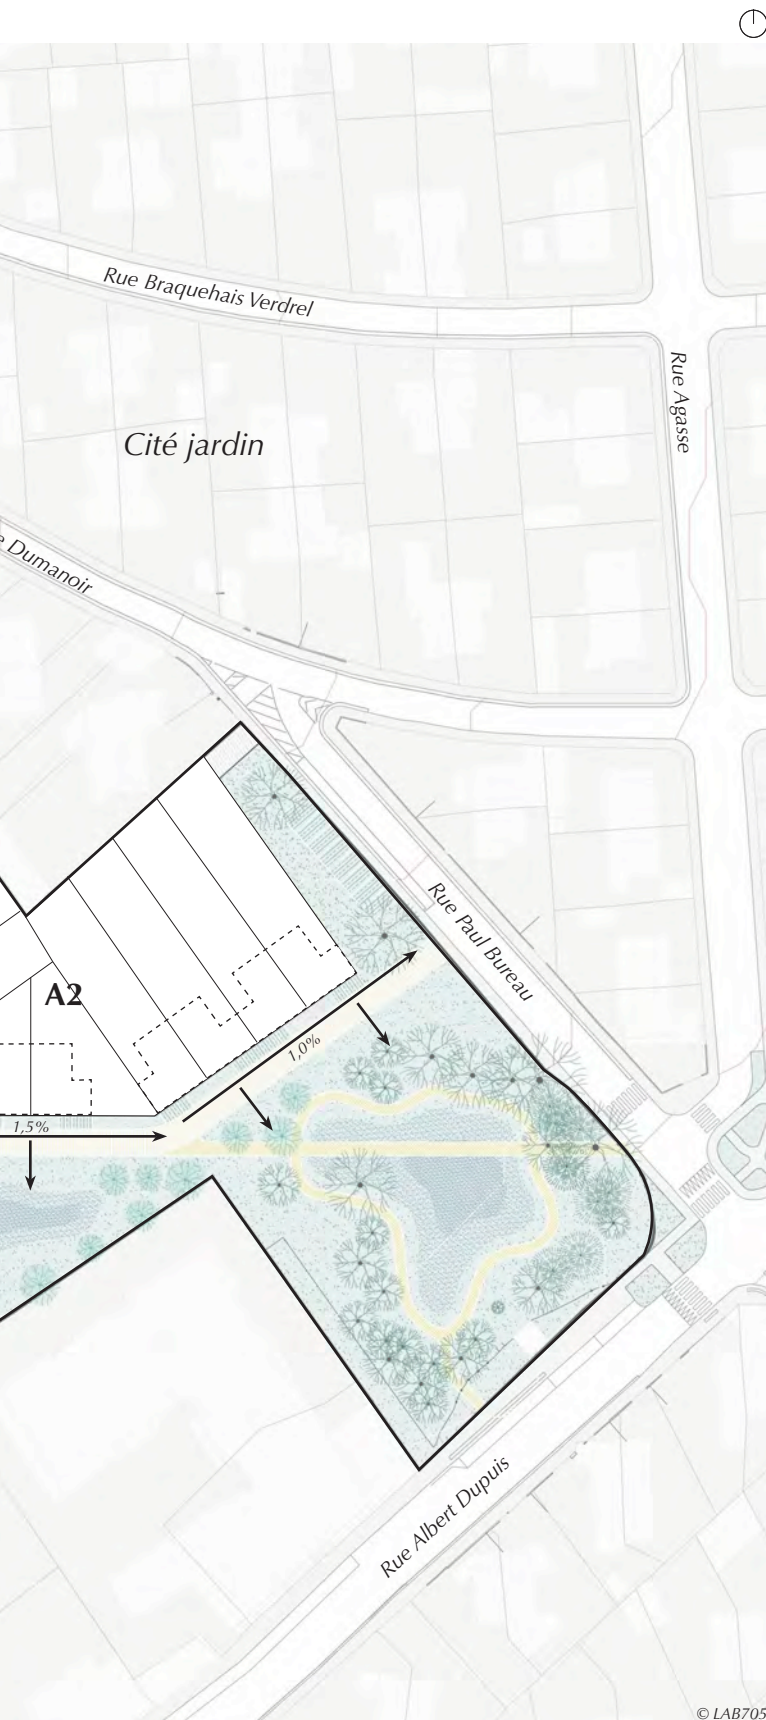 Rue Braquehais Verdrel
Rue Agasse
Cité jardin
Dumanoir
Rue Paul Bureau
A2
1,0%
1,5%
Rue Albert Dupuis
© LAB705